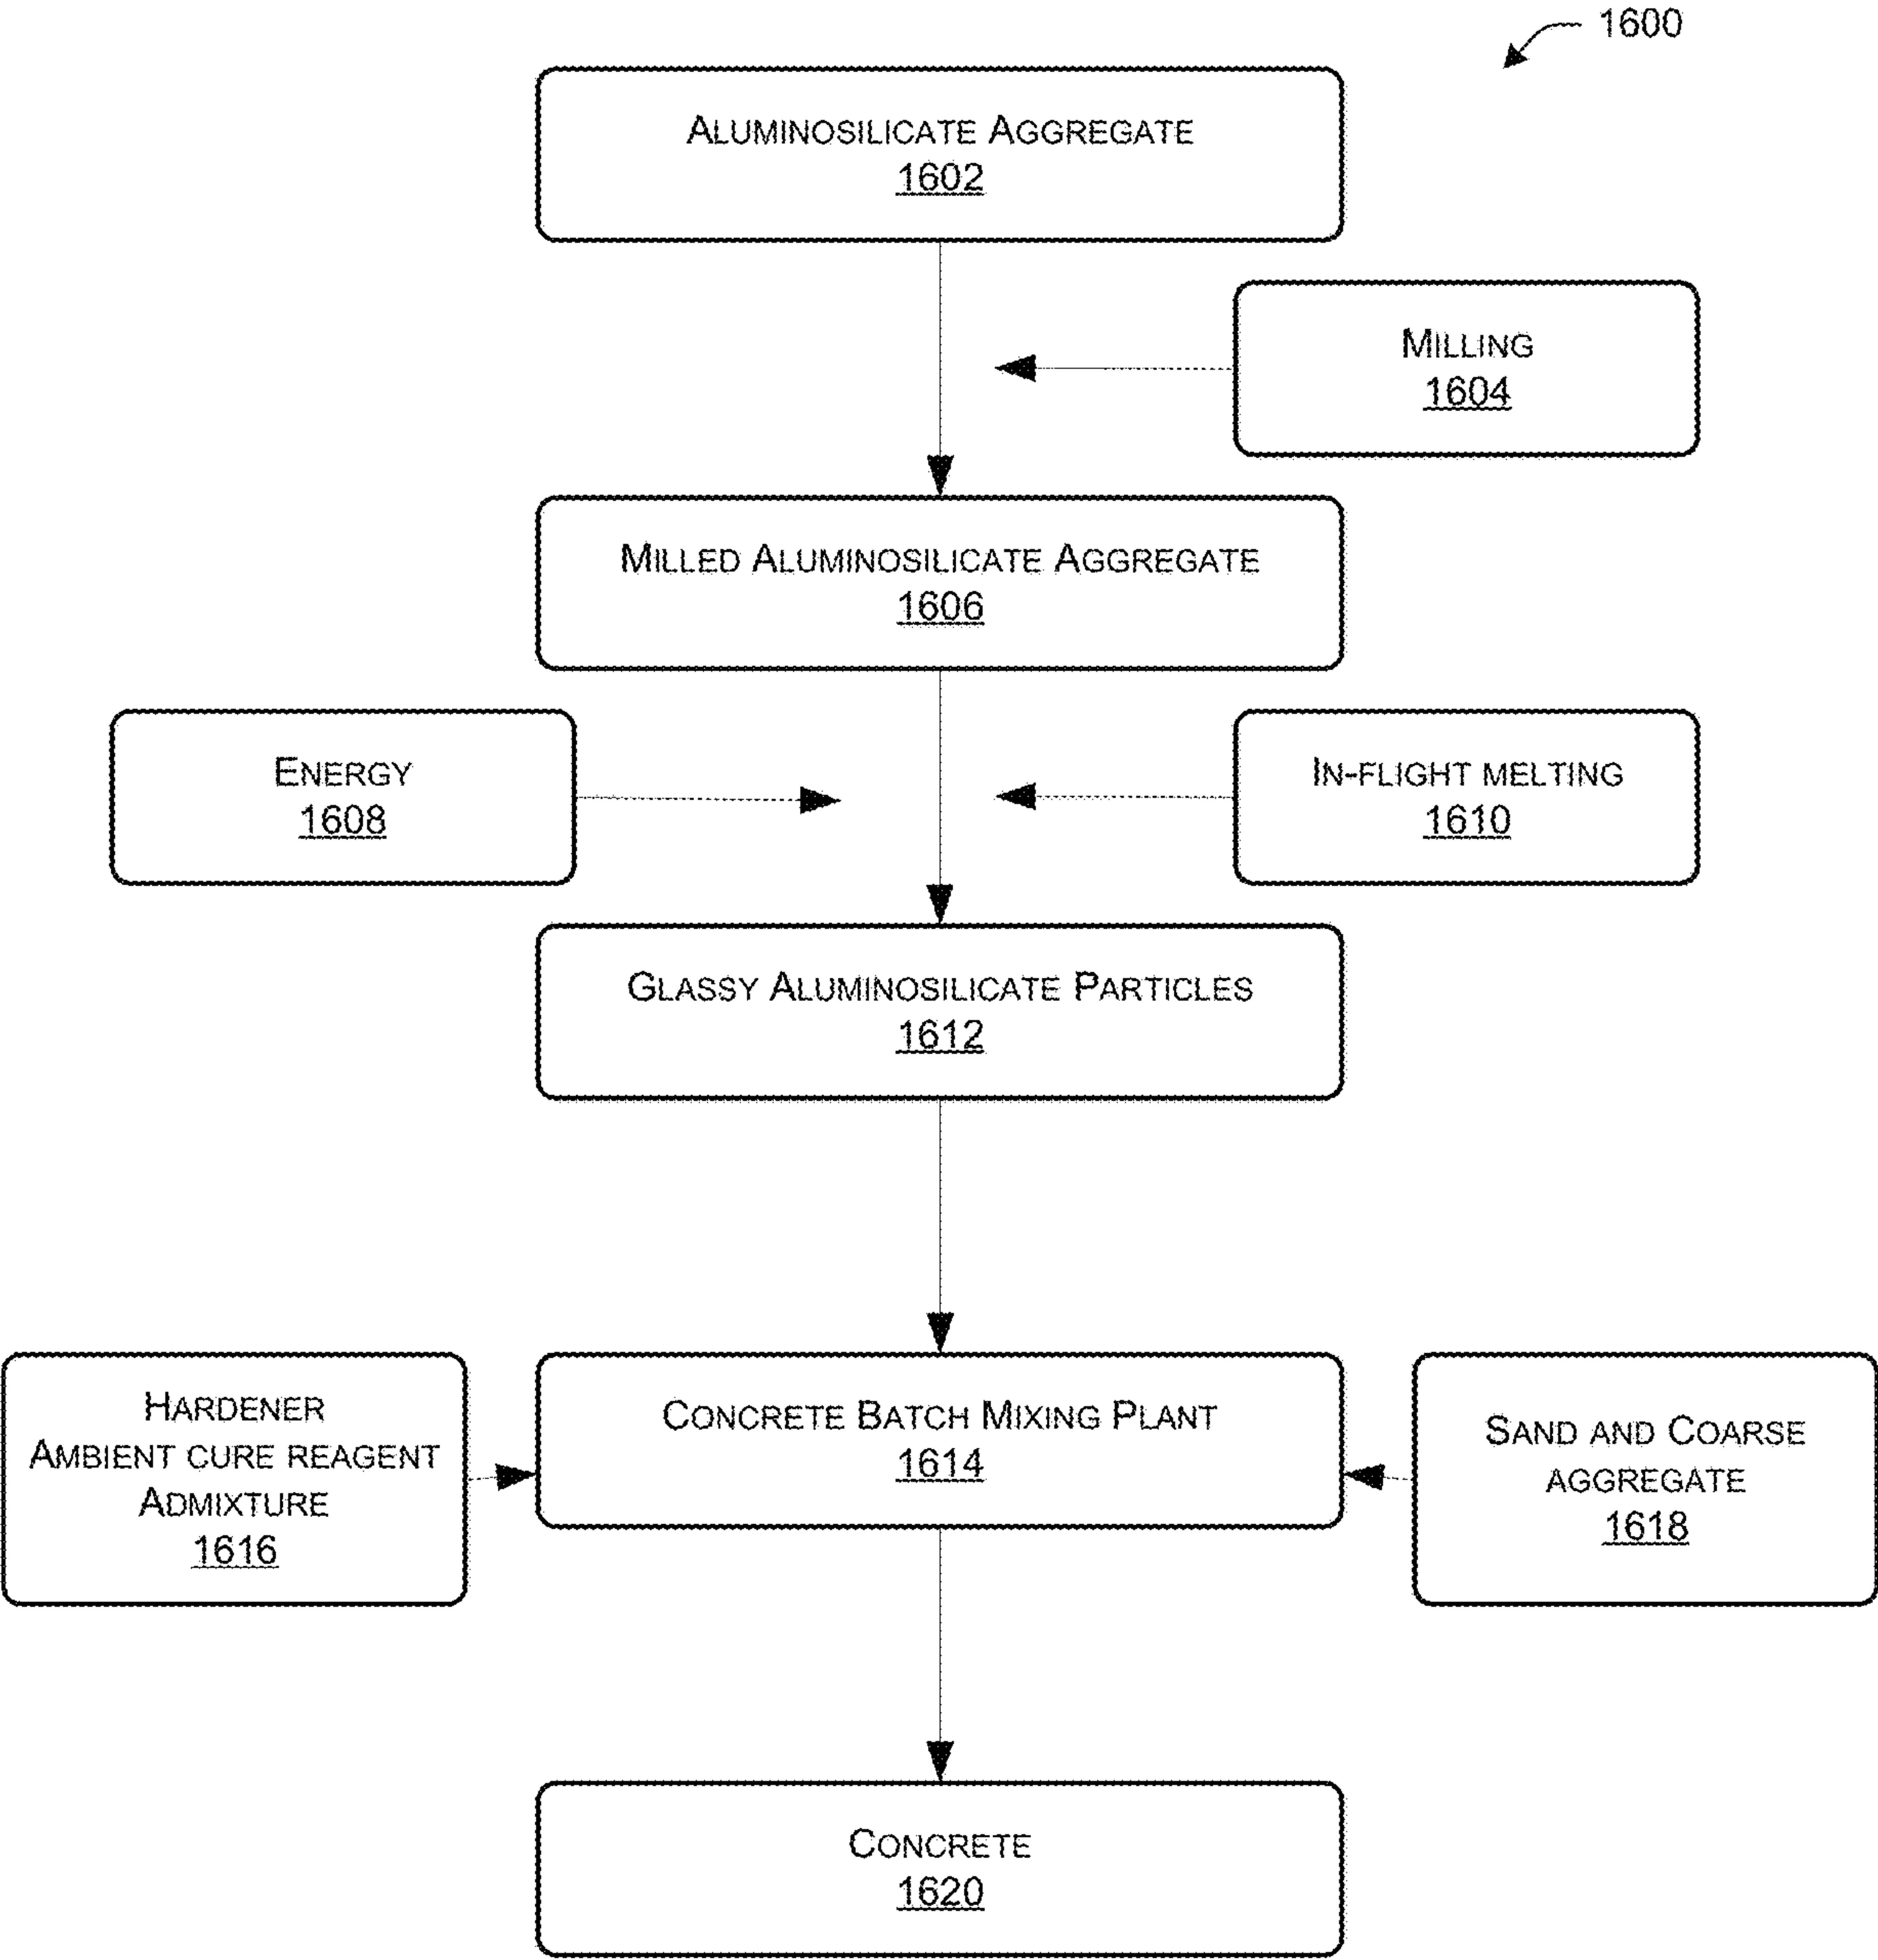 1600
ALUMINOSILICATE AGGREGATE
1602
MILLING
1604
MILLED ALUMINOSILICATE AGGREGATE
1606
ENERGY
1608
IN-FLIGHT MELTING
1610
GLASSY ALUMINOSILICATE PARTICLES
1612
HARDENER
AMBIENT CURE REAGENT
ADMIXTURE
1616
CONCRETE BATCH MIXING PLANT
1614
SAND AND COARSE
AGGREGATE
1618
CONCRETE
1620